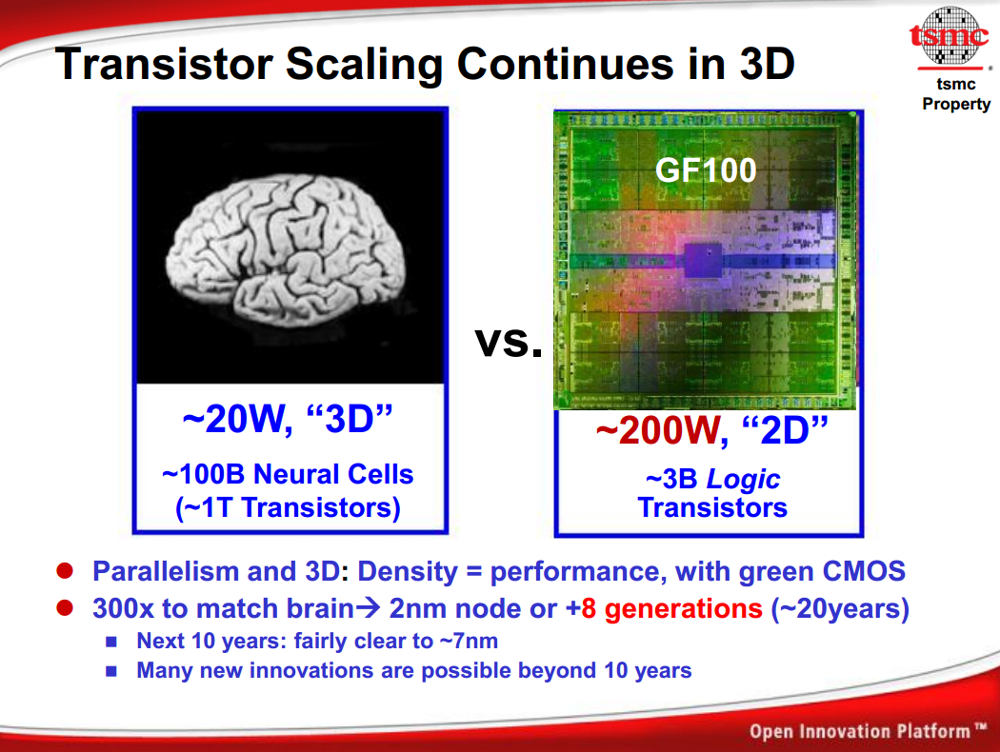 Transistor Scaling Continues in 3D
tsmc
tsmc
Property
GF100
vs.
~20W, “3D”
~100B Neural Cells
(~1T Transistors)
~200W, “2D”
~3B Logic
Transistors
Parallelism and 3D: Density = performance, with green CMOS
300x to match brain→ 2nm node or +8 generations (~20years)
Next 10 years: fairly clear to ~7nm
Many new innovations are possible beyond 10 years
Open Innovation Platform™